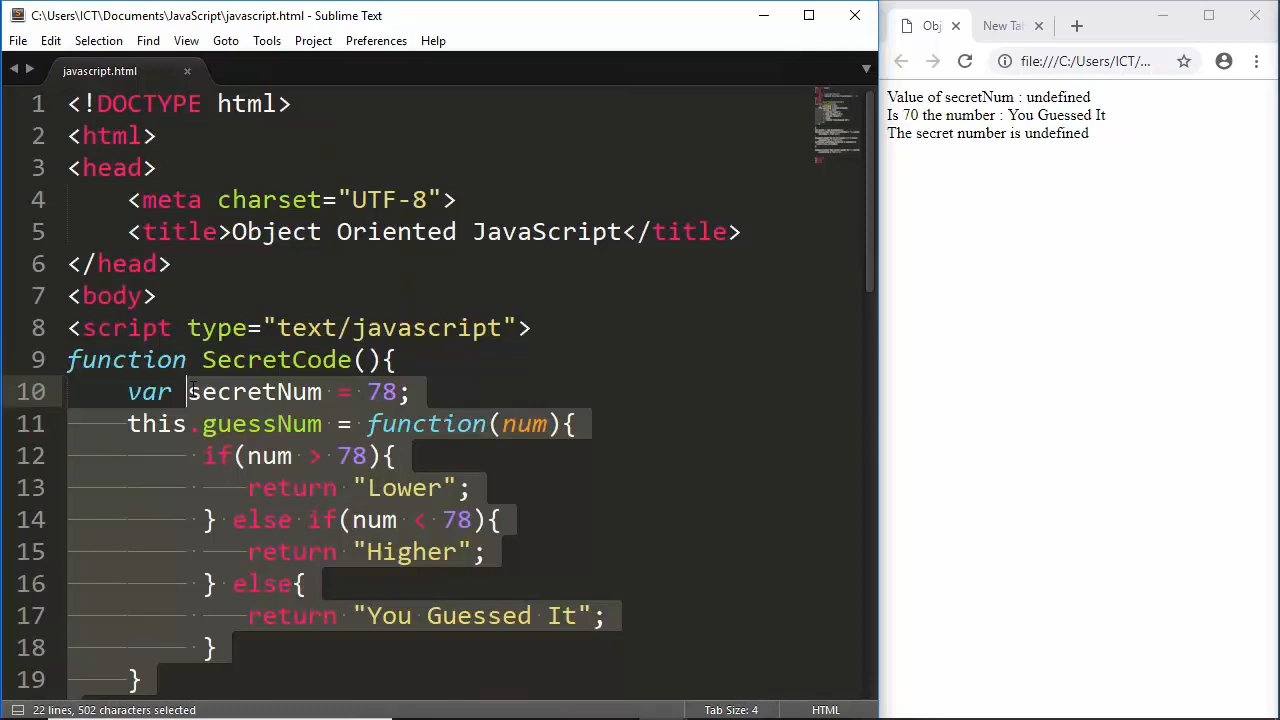 C:\Users\ICT\Documents\JavaScript\javascript.html - Sublime Text
File Edit Selection Find View Goto Tools Project Preferences Help
javascript.html
1 <!DOCTYPE html>
2 <html>
3 <head>
4 <meta charset="UTF-8">
5 <title>Object Oriented JavaScript</title>
6 </head>
7 <body>
8 <script type="text/javascript">
9 function SecretCode(){
10 var secretNum = 78;
11 this.guessNum = function(num){
12 if(num > 78){
13 return "Lower";
14 } else if(num < 78){
15 return "Higher";
16 } else{
17 return "You Guessed It";
18 }
19 }
22 lines, 502 characters selected
Tab Size: 4
HTML
Obj
New Tab
file:///C:/Users/ICT/...
Value of secretNum : undefined
Is 70 the number : You Guessed It
The secret number is undefined